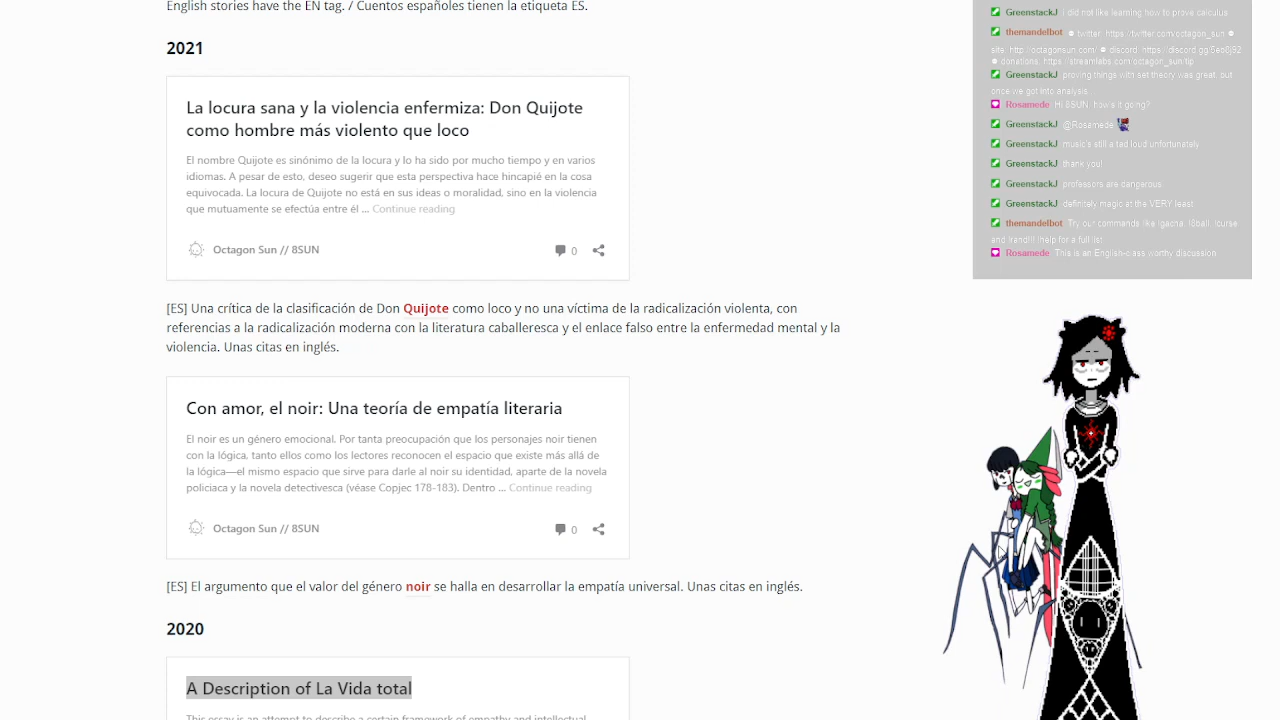 English stories have the EN tag. / Cuentos españoles tienen la etiqueta ES.
2021
La locura sana y la violencia enfermiza: Don Quijote
como hombre más violento que loco
El nombre Quijote es sinónimo de la locura y lo ha sido por mucho tiempo y en varios
idiomas. A pesar de esto, deseo sugerir que esta perspectiva hace hincapié en la cosa
equivocada. La locura de Quijote no está en sus ideas o moralidad, sino en la violencia
que mutuamente se efectúa entre él ... Continue reading
Octagon Sun // 8SUN
0
[ES] Una crítica de la clasificación de Don Quijote como loco y no una víctima de la radicalización violenta, con
referencias a la radicalización moderna con la literatura caballeresca y el enlace falso entre la enfermedad mental y la
violencia. Unas citas en inglés.
Con amor, el noir: Una teoría de empatía literaria
El noir es un género emocional. Por tanta preocupación que los personajes noir tienen
con la lógica, tanto ellos como los lectores reconocen el espacio que existe más allá de
la lógica—el mismo espacio que sirve para darle al noir su identidad, aparte de la novela
policiaca y la novela detectivesca (véase Copjec 178-183). Dentro ... Continue reading
Octagon Sun // 8SUN
0
[ES] El argumento que el valor del género noir se halla en desarrollar la empatía universal. Unas citas en inglés.
2020
A Description of La Vida total
This essay is an attempt to describe a certain framework of empathy and intellectual
GreenstackJ I did not like learning how to prove calculus
themandelbot twitter: https://twitter.com/octagon_sun
site: http://octagonsun.com/ discord: https://discord.gg/
donations: https://streamlabs.com/octagon_sun/tip
GreenstackJ proving things with set theory was great, but
once we got into analysis..
Rosamede Hi 8SUN, how's it going?
GreenstackJ @Rosamede
GreenstackJ music's still a tad loud unfortunately
GreenstackJ thank you!
GreenstackJ professors are dangerous
GreenstackJ definitely magic at the VERY least
themandelbot Try our commands like !gacha, !8ball, !curse
and !rand!!! !help for a full list
Rosamede This is an English-class worthy discussion